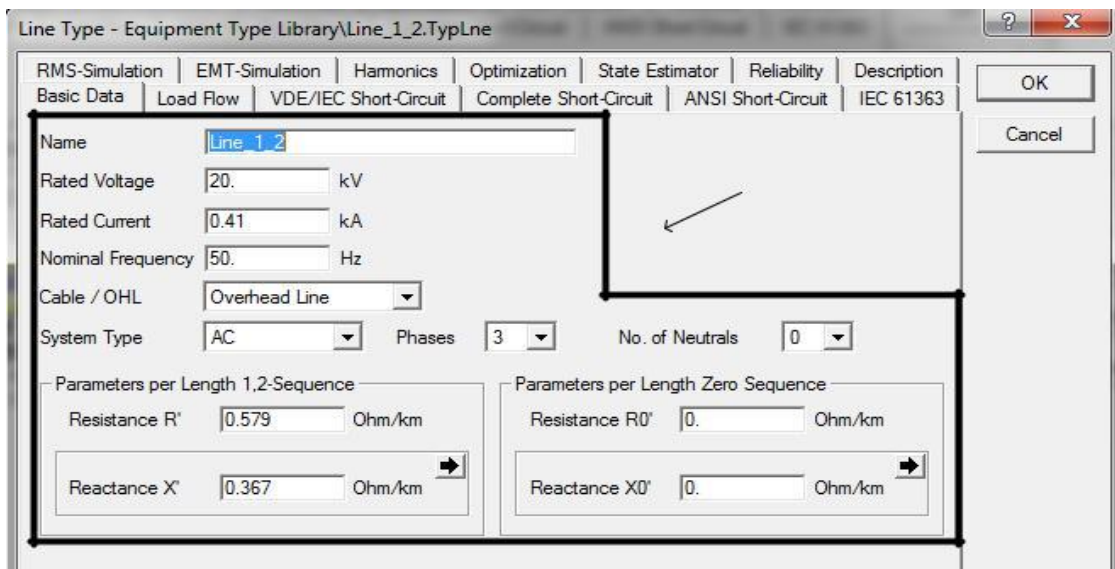 Line Type - Equipment Type Library\Line_1_2.TypLne
RMS-Simulation EMT-Simulation Harmonics Optimization State Estimator Reliability Description
Basic Data Load Flow VDE/IEC Short-Circuit Complete Short-Circuit ANSI Short-Circuit IEC 61363
OK
Cancel
Name Line_1_2
Rated Voltage 20. kV
Rated Current 0.41 kA
Nominal Frequency 50. Hz
Cable / OHL Overhead Line
System Type AC Phases 3 No. of Neutrals 0
Parameters per Length 1,2-Sequence Parameters per Length Zero Sequence
Resistance R' 0.579 Ohm/km Resistance R0' 0. Ohm/km
Reactance X' 0.367 Ohm/km Reactance X0' 0. Ohm/km